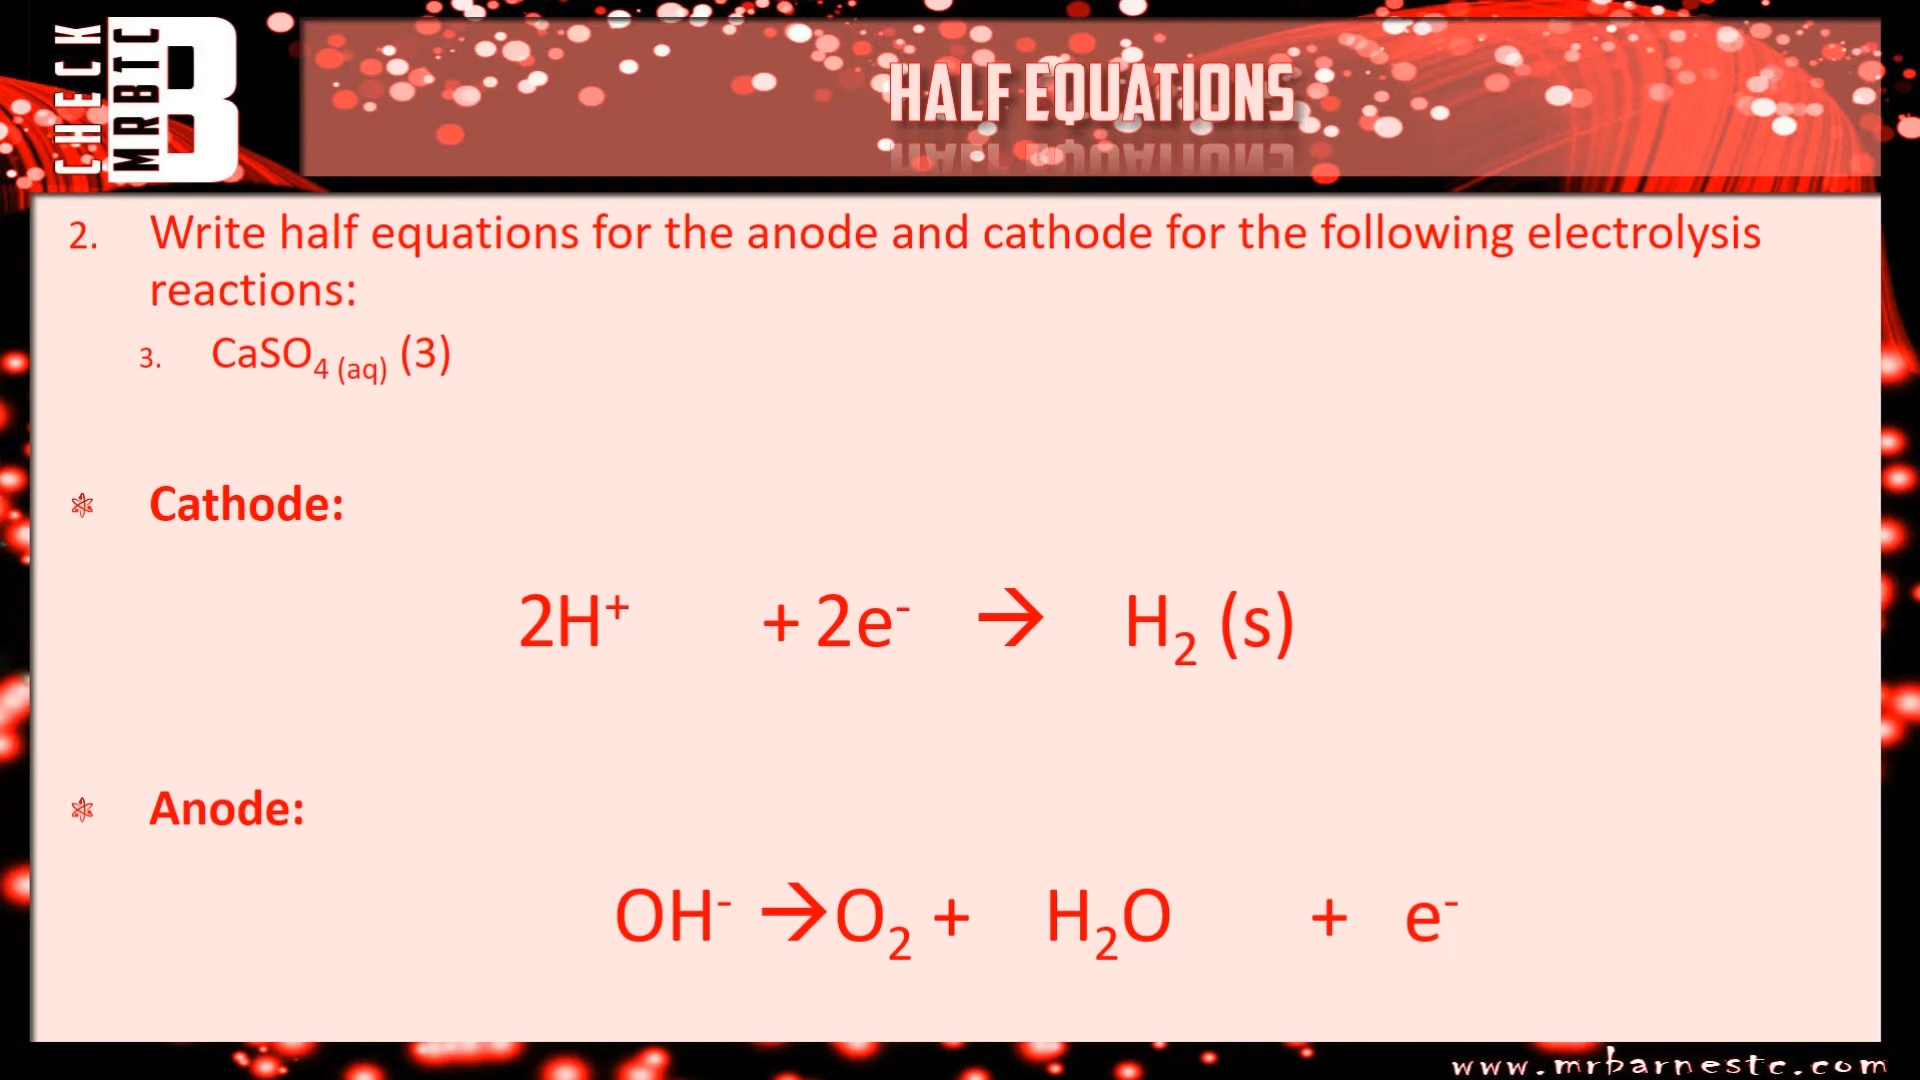 CHECK
MRBTC
B
HALF EQUATIONS
2. Write half equations for the anode and cathode for the following electrolysis
reactions:
3. CaSO₄ (aq) (3)
Cathode:
2H⁺ + 2e⁻ → H₂ (s)
Anode:
OH⁻ → O₂ + H₂O + e⁻
www.mrbarnestc.com